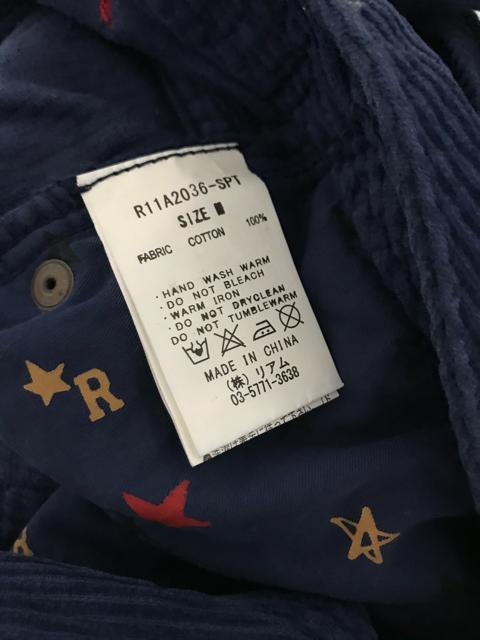 R11A2036-SPT
SIZE
FABRIC COTTON 100%
・HAND WASH WARM
・DO NOT BLEACH
・WARM IRON
・DO NOT DRYCLEAN
DO NOT TUMBLEWARM
MADE IN CHINA
(株)リアム
03-5771-3638
R